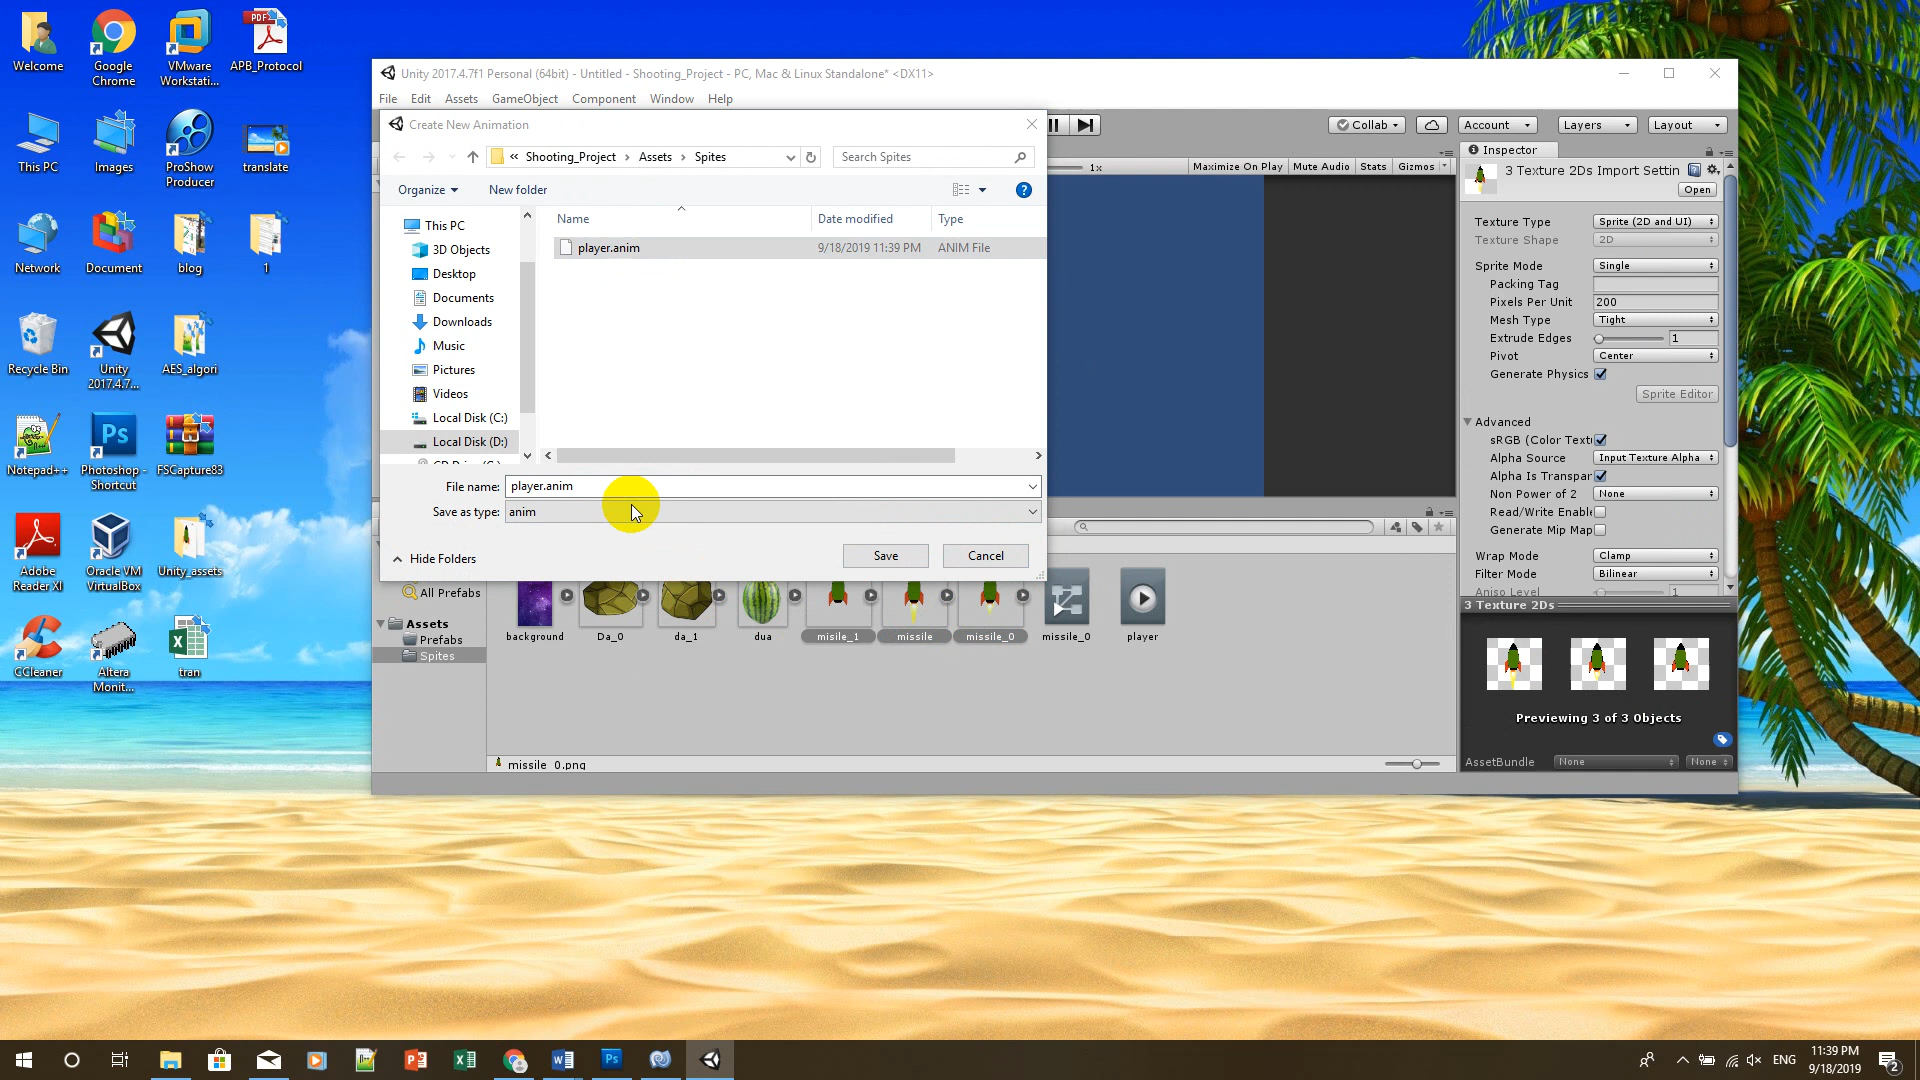 Welcome
Google
Chrome
VMware
Workstati...
APB_Protocol
This PC
Images
ProShow
Producer
translate
Network
Document
blog
1
Recycle Bin
Unity
2017.4.7...
AES_algori
Notepad++
Photoshop -
FSCapture83
Adobe
Reader XI
Oracle VM
VirtualBox
Unity_assets
CCleaner
Altera
Monit...
tran
Unity 2017.4.7f1 Personal (64bit) - Untitled - Shooting_Project - PC, Mac & Linux Standalone* <DX11>
File Edit Assets GameObject Component Window Help
Create New Animation
« Shooting_Project › Assets › Spites
Search Spites
Organize
New folder
This PC
3D Objects
Desktop
Documents
Downloads
Music
Pictures
Videos
Local Disk (C:)
Local Disk (D:)
Name Date modified Type
player.anim 9/18/2019 11:39 PM ANIM File
File name: player.anim
Save as type: anim
Hide Folders
Save
Cancel
Collab
Account
Layers
Layout
1x
Maximize On Play Mute Audio Stats Gizmos
Inspector
3 Texture 2Ds Import Settin
Open
Texture Type Sprite (2D and UI)
Texture Shape 2D
Sprite Mode Single
Packing Tag
Pixels Per Unit 200
Mesh Type Tight
Extrude Edges 1
Pivot Center
Generate Physics
Sprite Editor
Advanced
sRGB (Color Text
Alpha Source Input Texture Alpha
Alpha Is Transpar
Non Power of 2 None
Read/Write Enabl
Generate Mip Map
Wrap Mode Clamp
Filter Mode Bilinear
Aniso Level 1
3 Texture 2Ds
Previewing 3 of 3 Objects
AssetBundle None None
All Prefabs
Assets
Prefabs
Spites
background Da_0 da_1 dua misile_1 missile missile_0 missile_0 player
missile_0.png
ENG
11:39 PM
9/18/2019
2